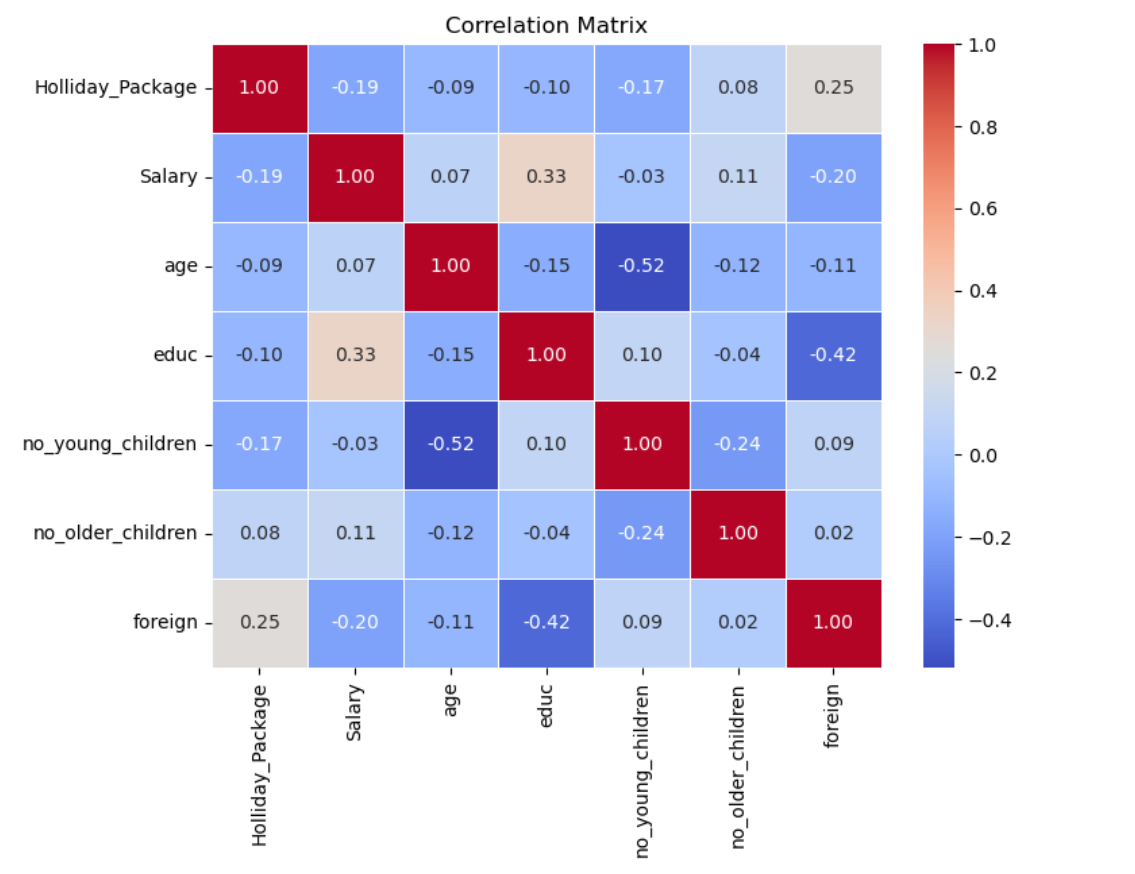 Correlation Matrix
Holliday_Package 1.00 -0.19 -0.09 -0.10 -0.17 0.08 0.25
Salary -0.19 1.00 0.07 0.33 -0.03 0.11 -0.20
age -0.09 0.07 1.00 -0.15 -0.52 -0.12 -0.11
educ -0.10 0.33 -0.15 1.00 0.10 -0.04 -0.42
no_young_children -0.17 -0.03 -0.52 0.10 1.00 -0.24 0.09
no_older_children 0.08 0.11 -0.12 -0.04 -0.24 1.00 0.02
foreign 0.25 -0.20 -0.11 -0.42 0.09 0.02 1.00
Holliday_Package
Salary
age
educ
no_young_children
no_older_children
foreign
1.0
0.8
0.6
0.4
0.2
0.0
−0.2
−0.4